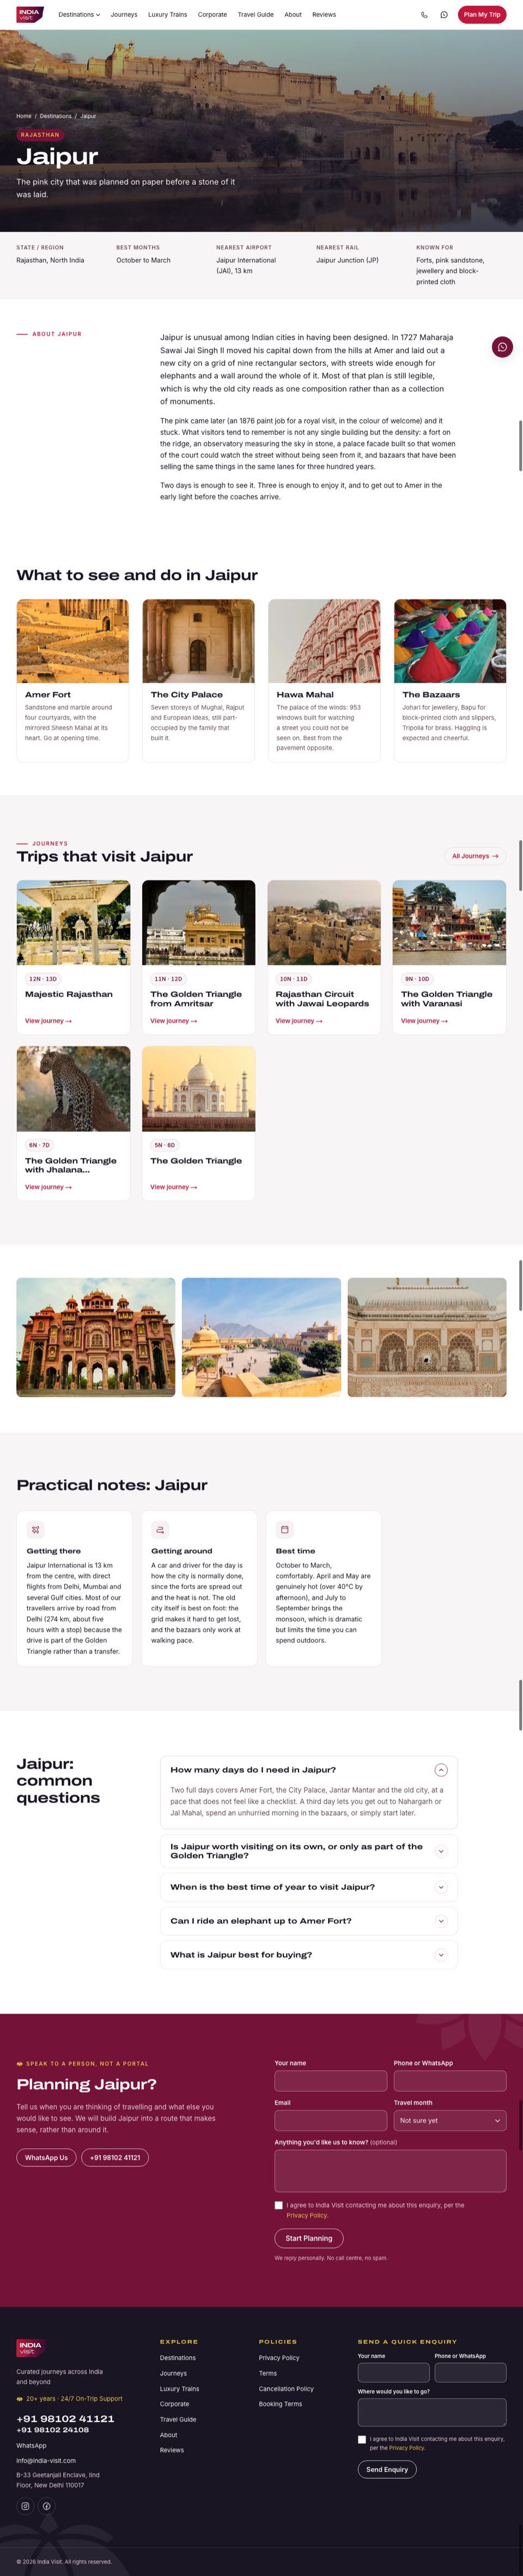 INDIA
visit
Destinations
Journeys
Luxury Trains
Corporate
Travel Guide
About
Reviews
Plan My Trip
Home / Destinations / Jaipur
RAJASTHAN
Jaipur
The pink city that was planned on paper before a stone of it
was laid.
STATE / REGION
Rajasthan, North India
BEST MONTHS
October to March
NEAREST AIRPORT
Jaipur International
(JAI), 13 km
NEAREST RAIL
Jaipur Junction (JP)
KNOWN FOR
Forts, pink sandstone,
jewellery and block-
printed cloth
ABOUT JAIPUR
Jaipur is unusual among Indian cities in having been designed. In 1727 Maharaja
Sawai Jai Singh II moved his capital down from the hills at Amer and laid out a
new city on a grid of nine rectangular sectors, with streets wide enough for
elephants and a wall around the whole of it. Most of that plan is still legible,
which is why the old city reads as one composition rather than as a collection
of monuments.
The pink came later (an 1876 paint job for a royal visit, in the colour of welcome) and it
stuck. What visitors tend to remember is not any single building but the density: a fort on
the ridge, an observatory measuring the sky in stone, a palace facade built so that women
of the court could watch the street without being seen from it, and bazaars that have been
selling the same things in the same lanes for three hundred years.
Two days is enough to see it. Three is enough to enjoy it, and to get out to Amer in the
early light before the coaches arrive.
What to see and do in Jaipur
Amer Fort
Sandstone and marble around
four courtyards, with the
mirrored Sheesh Mahal at its
heart. Go at opening time.
The City Palace
Seven storeys of Mughal, Rajput
and European ideas, still part-
occupied by the family that
built it.
Hawa Mahal
The palace of the winds: 953
windows built for watching
a street you could not be
seen on. Best from the
pavement opposite.
The Bazaars
Johari for jewellery, Bapu for
block-printed cloth and slippers,
Tripolia for brass. Haggling is
expected and cheerful.
JOURNEYS
Trips that visit Jaipur
All Journeys →
12N · 13D
Majestic Rajasthan
View journey →
11N · 12D
The Golden Triangle
from Amritsar
View journey →
10N · 11D
Rajasthan Circuit
with Jawai Leopards
View journey →
9N · 10D
The Golden Triangle
with Varanasi
View journey →
6N · 7D
The Golden Triangle
with Jhalana...
View journey →
5N · 6D
The Golden Triangle
View journey →
Practical notes: Jaipur
Getting there
Jaipur International is 13 km
from the centre, with direct
flights from Delhi, Mumbai and
several Gulf cities. Most of our
travellers arrive by road from
Delhi (274 km, about five
hours with a stop) because the
drive is part of the Golden
Triangle rather than a transfer.
Getting around
A car and driver for the day is
how the city is normally done,
since the forts are spread out
and the heat is not. The old
city itself is best on foot: the
grid makes it hard to get lost,
and the bazaars only work at
walking pace.
Best time
October to March,
comfortably. April and May are
genuinely hot (over 40°C by
afternoon), and July to
September brings the
monsoon, which is dramatic
but limits the time you can
spend outdoors.
Jaipur:
common
questions
How many days do I need in Jaipur?
Two full days covers Amer Fort, the City Palace, Jantar Mantar and the old city, at a
pace that does not feel like a checklist. A third day lets you get out to Nahargarh or
Jal Mahal, spend an unhurried morning in the bazaars, or simply start later.
Is Jaipur worth visiting on its own, or only as part of the
Golden Triangle?
When is the best time of year to visit Jaipur?
Can I ride an elephant up to Amer Fort?
What is Jaipur best for buying?
SPEAK TO A PERSON, NOT A PORTAL
Planning Jaipur?
Tell us when you are thinking of travelling and what else you
would like to see. We will build Jaipur into a route that makes
sense, rather than around it.
WhatsApp Us
+91 98102 41121
Your name
Phone or WhatsApp
Email
Travel month
Not sure yet
Anything you'd like us to know? (optional)
I agree to India Visit contacting me about this enquiry, per the
Privacy Policy.
Start Planning
We reply personally. No call centre, no spam.
INDIA
visit
Curated journeys across India
and beyond
20+ years · 24/7 On-Trip Support
+91 98102 41121
+91 98102 24108
WhatsApp
info@india-visit.com
B-33 Geetanjali Enclave, IInd
Floor, New Delhi 110017
EXPLORE
Destinations
Journeys
Luxury Trains
Corporate
Travel Guide
About
Reviews
POLICIES
Privacy Policy
Terms
Cancellation Policy
Booking Terms
SEND A QUICK ENQUIRY
Your name
Phone or WhatsApp
Where would you like to go?
I agree to India Visit contacting me about this enquiry,
per the Privacy Policy.
Send Enquiry
© 2026 India Visit. All rights reserved.